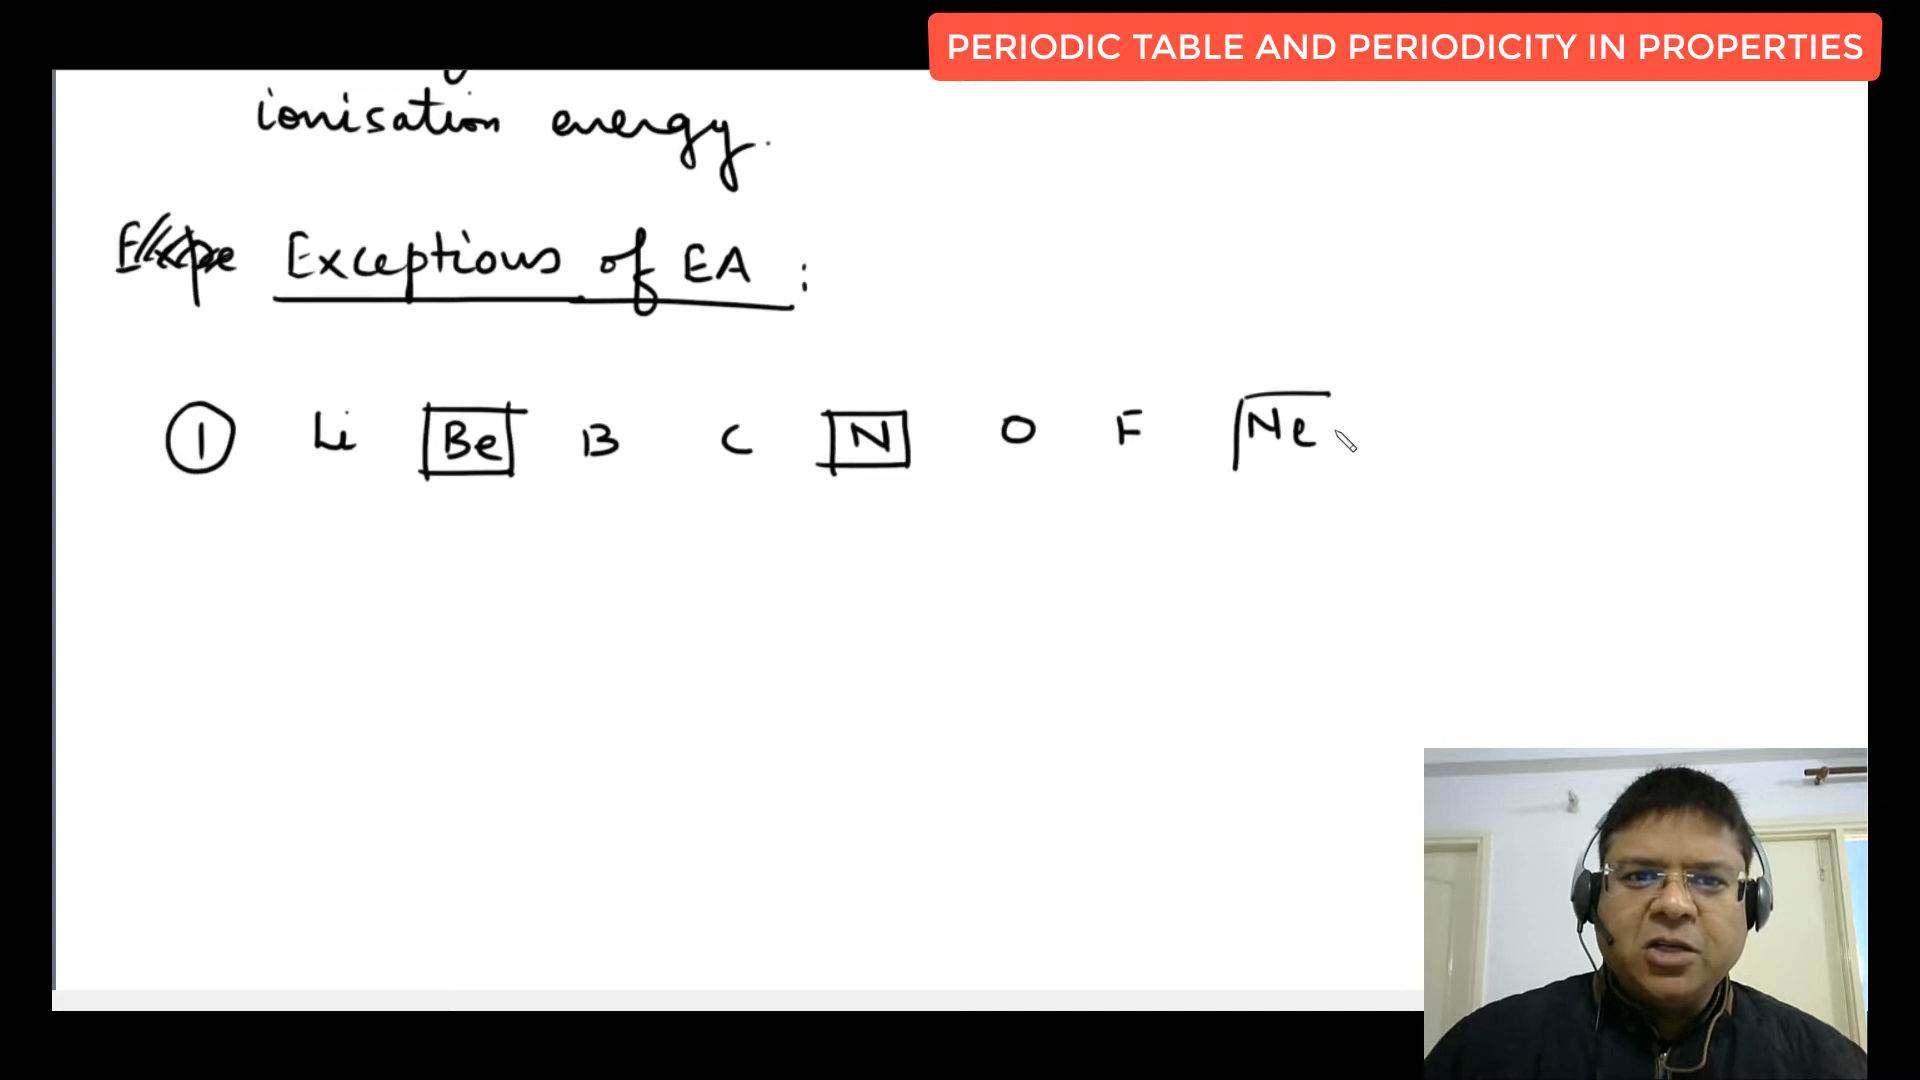 PERIODIC TABLE AND PERIODICITY IN PROPERTIES
ionisation energy.
Exceptions of EA :
① Li Be B C N O F Ne